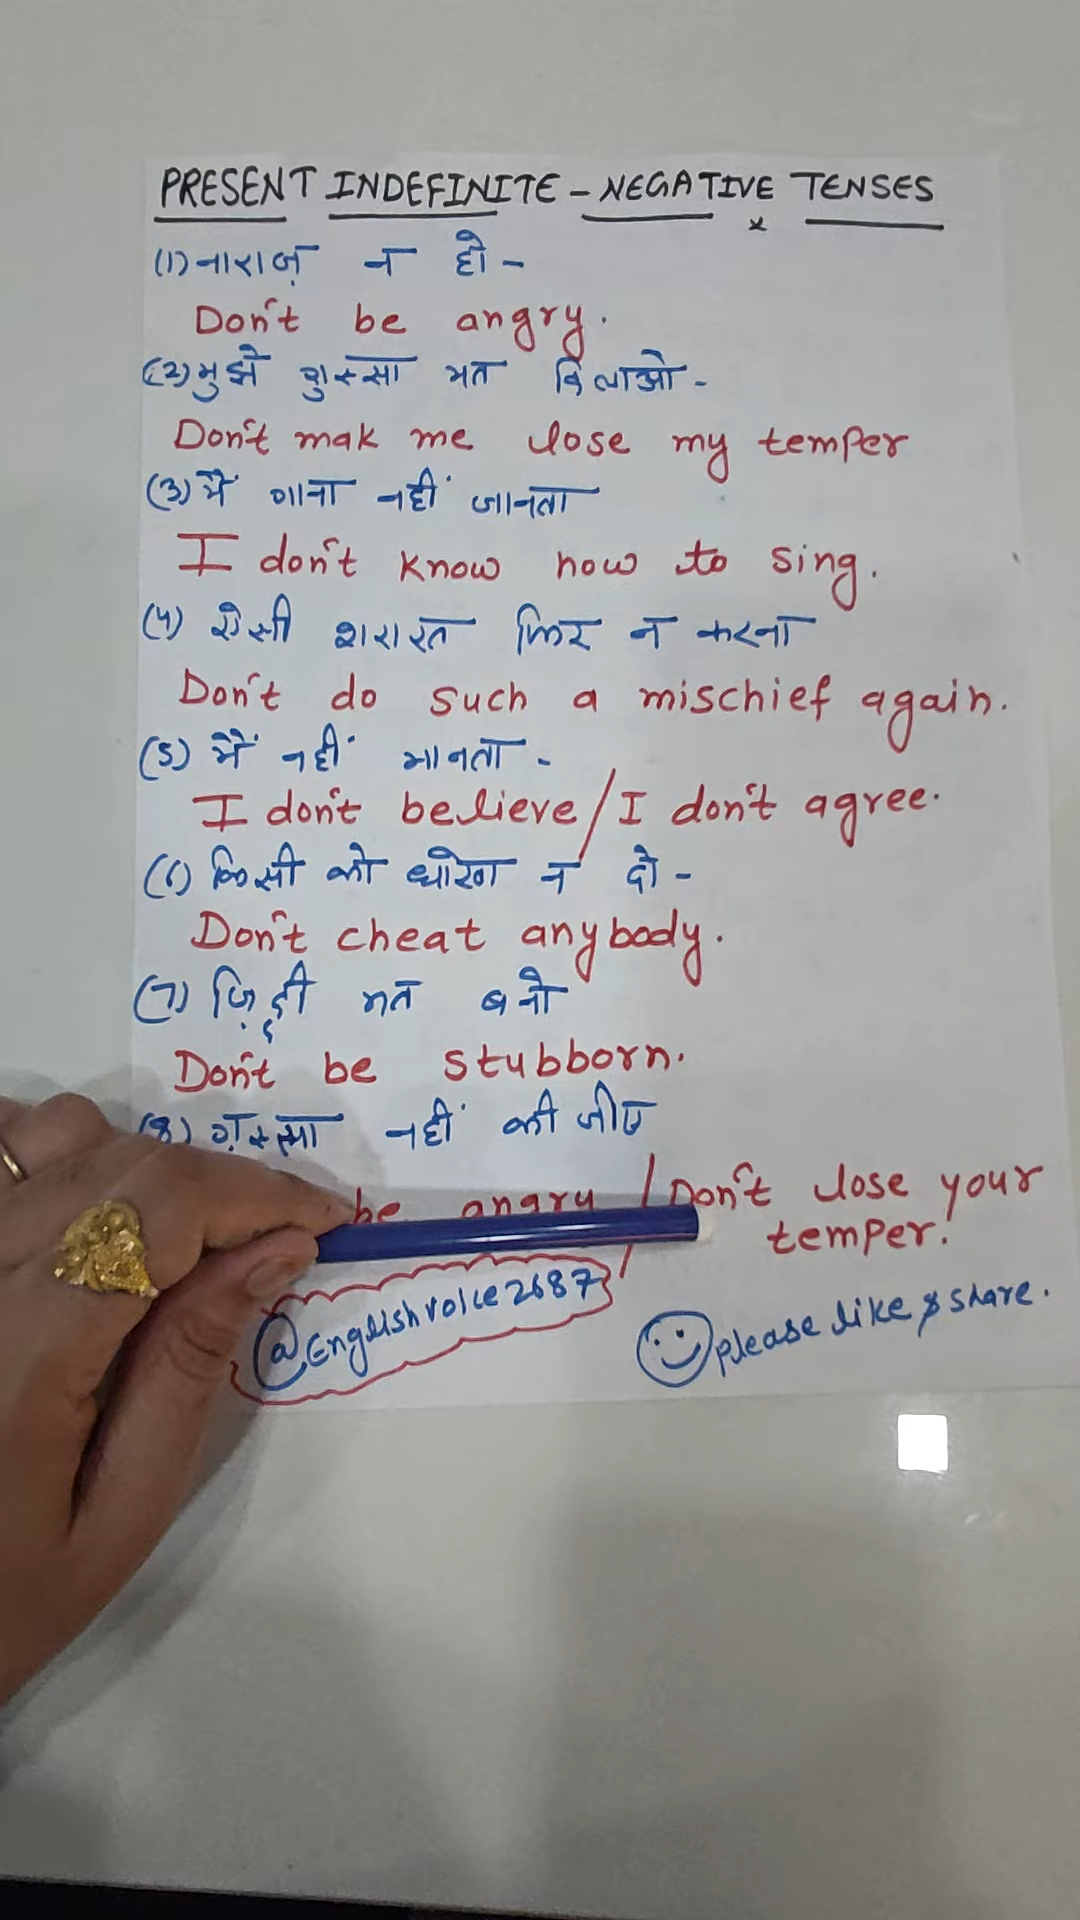 PRESENT INDEFINITE - NEGATIVE TENSES
(1) नाराज़ न हो -
Don't be angry.
(2) मुझे गुस्सा मत दिलाओ -
Don't mak me lose my temper
(3) मैं गाना नहीं जानता
I don't know how to sing.
(4) ऐसी शरारत फिर न करना
Don't do such a mischief again.
(5) मैं नहीं मानता -
I don't believe / I don't agree.
(6) किसी को धोखा न दो -
Don't cheat anybody.
(7) ज़िद्दी मत बनो
Don't be stubborn.
(8) गुस्सा नहीं कीजीए
be angry / Don't lose your
temper.
@Englishvoice2687
please like & share.